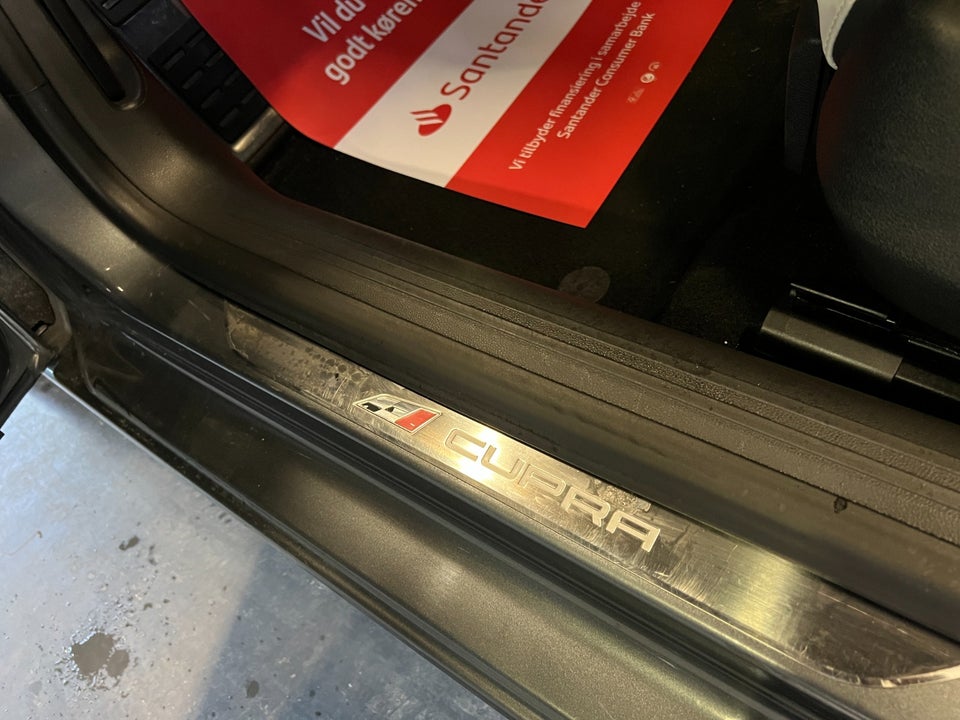 Vil du
godt køre
Santander
Vi tilbyder finansiering i samarbejde
Santander Consumer Bank
CUPRA